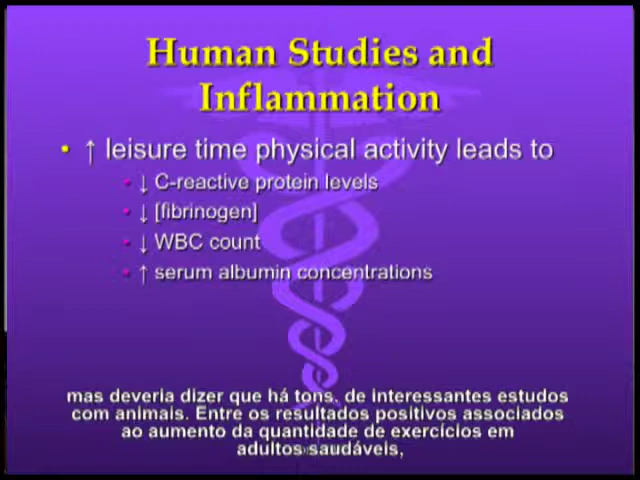 Human Studies and
Inflammation
• ↑ leisure time physical activity leads to
• ↓ C-reactive protein levels
• ↓ [fibrinogen]
• ↓ WBC count
• ↑ serum albumin concentrations
mas deveria dizer que há tons. de interessantes estudos
com animais. Entre os resultados positivos associados
ao aumento da quantidade de exercícios em
adultos saudáveis,